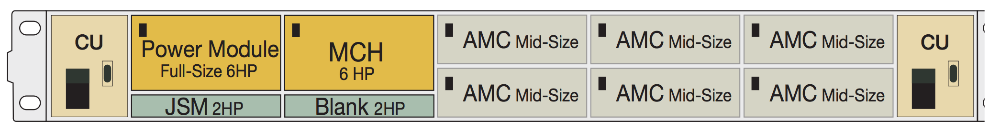 CU
Power Module
Full-Size 6HP
JSM 2HP
MCH
6 HP
Blank 2HP
AMC Mid-Size
AMC Mid-Size
AMC Mid-Size
AMC Mid-Size
AMC Mid-Size
AMC Mid-Size
CU